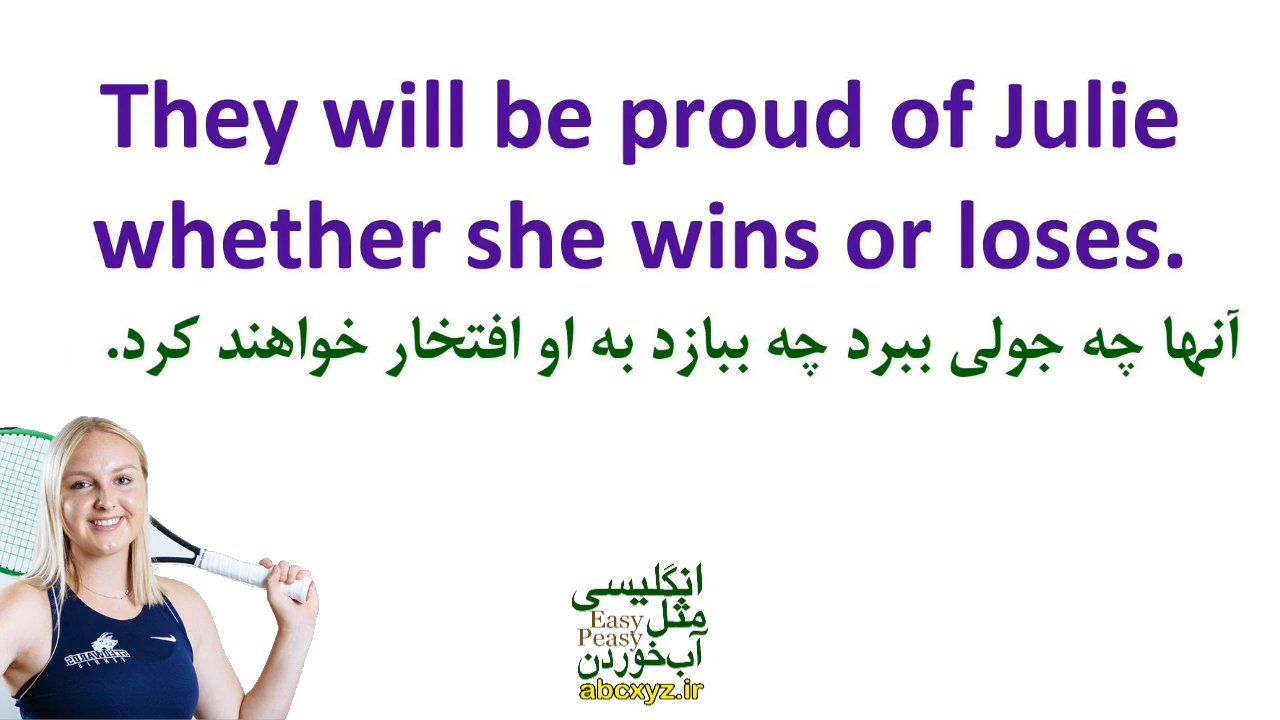 They will be proud of Julie
whether she wins or loses.
آنها چه جولی ببرد چه ببازد به او افتخار خواهند کرد.
انگلیسی
مثل
Easy
Peasy
آب‌خوردن
abcxyz.ir